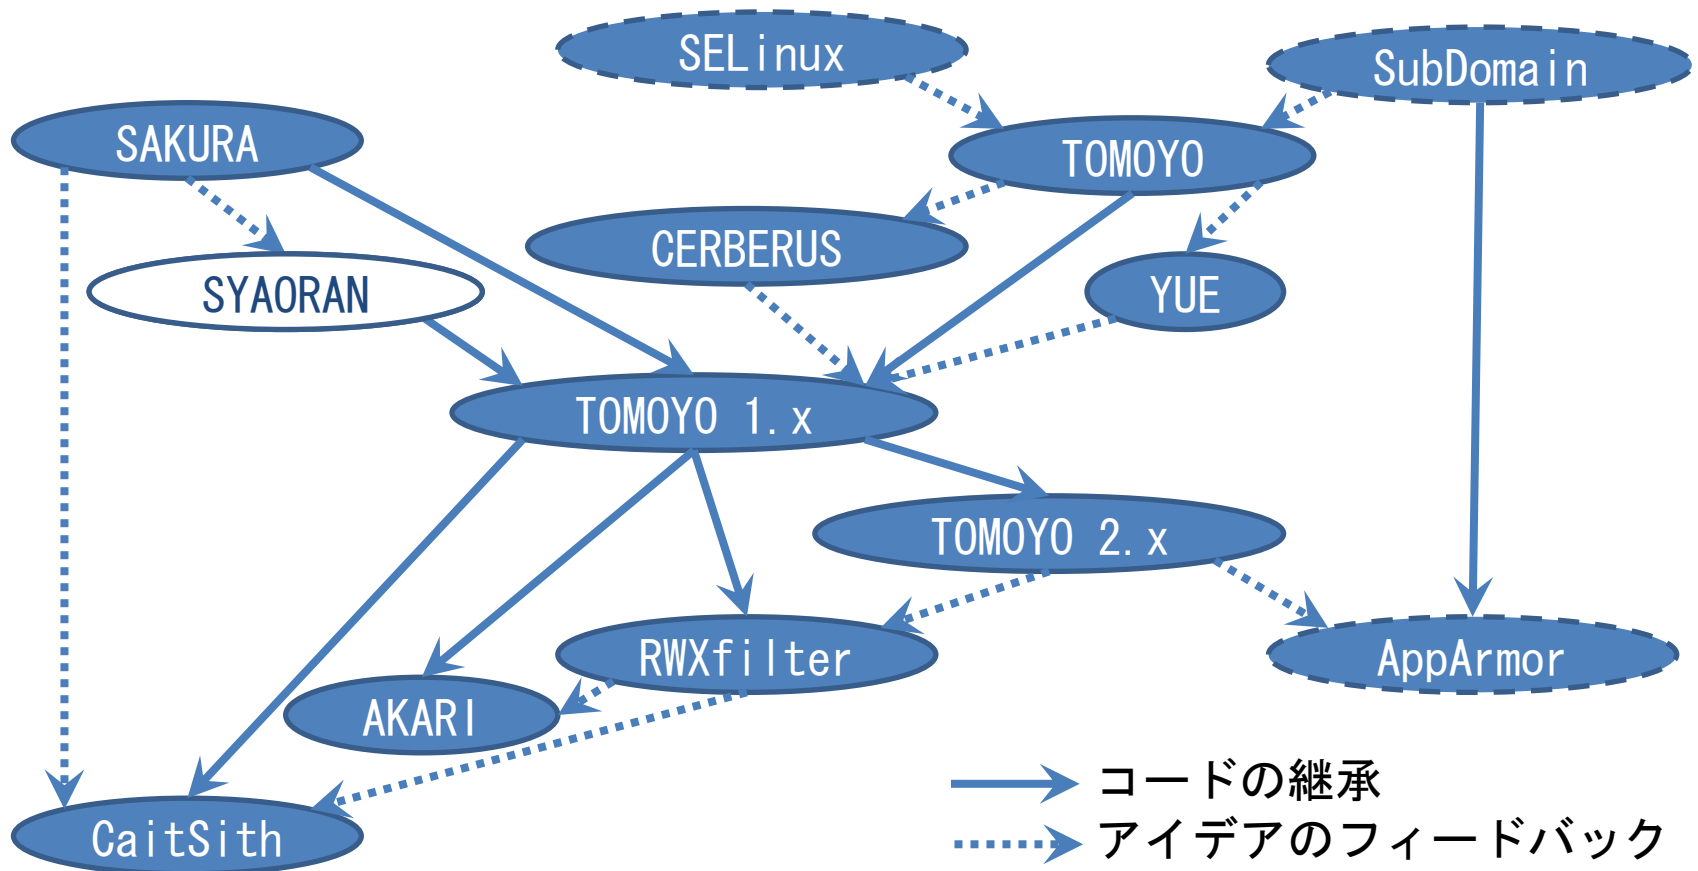 SELinux
SubDomain
SAKURA
TOMOYO
CERBERUS
SYAORAN
YUE
TOMOYO 1.x
TOMOYO 2.x
RWXfilter
AppArmor
AKARI
CaitSith
コードの継承
アイデアのフィードバック